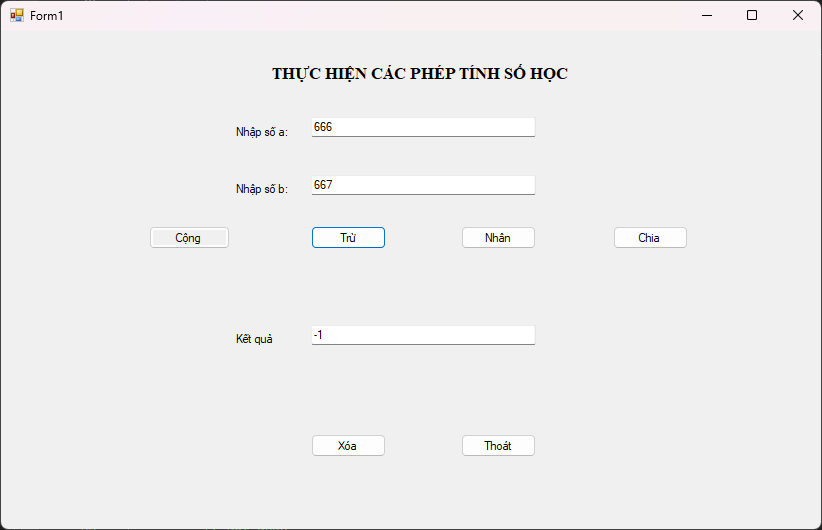 Form1
THỰC HIỆN CÁC PHÉP TÍNH SỐ HỌC
Nhập số a: 666
Nhập số b: 667
Cộng Trừ Nhân Chia
Kết quả -1
Xóa Thoát